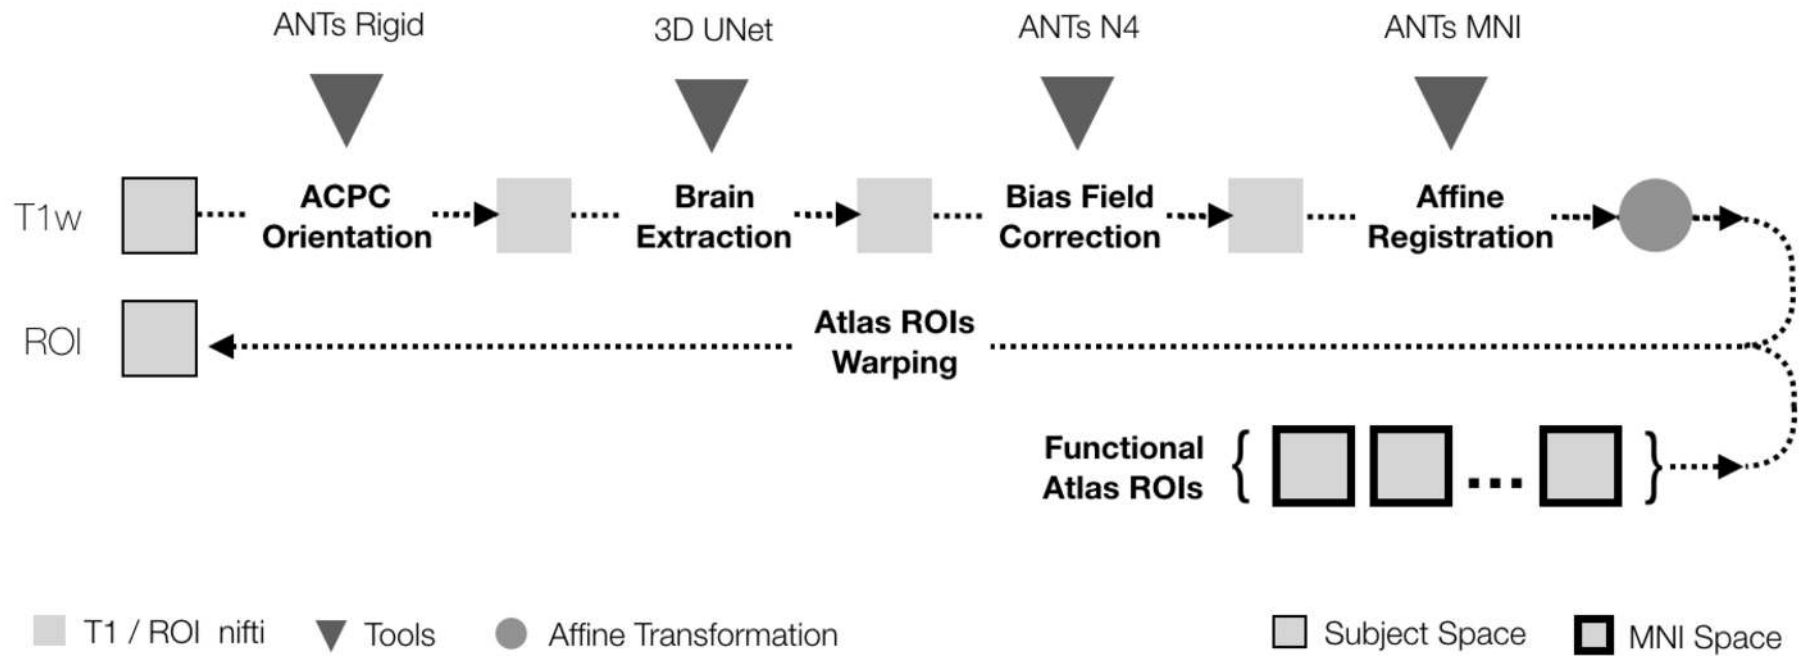 ANTs Rigid
3D UNet
ANTs N4
ANTs MNI
T1w
ACPC
Orientation
Brain
Extraction
Bias Field
Correction
Affine
Registration
ROI
Atlas ROIs
Warping
Functional
Atlas ROIs
{ ... }
T1 / ROI nifti
Tools
Affine Transformation
Subject Space
MNI Space